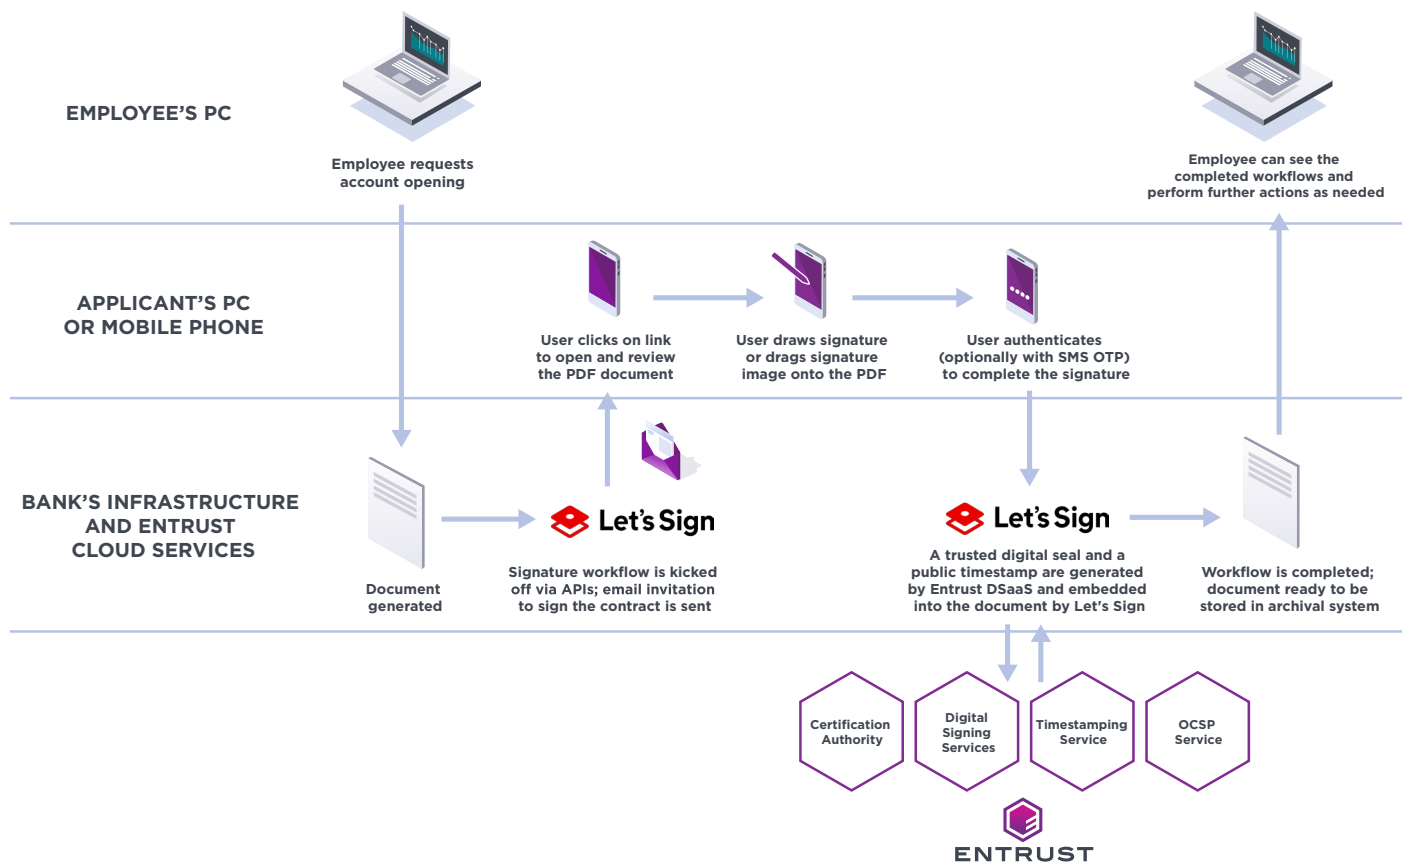 EMPLOYEE'S PC
Employee requests
account opening
Employee can see the
completed workflows and
perform further actions as needed
APPLICANT'S PC
OR MOBILE PHONE
User clicks on link
to open and review
the PDF document
User draws signature
or drags signature
image onto the PDF
User authenticates
(optionally with SMS OTP)
to complete the signature
BANK'S INFRASTRUCTURE
AND ENTRUST
CLOUD SERVICES
Document
generated
Let's Sign
Signature workflow is kicked
off via APIs; email invitation
to sign the contract is sent
Let's Sign
A trusted digital seal and a
public timestamp are generated
by Entrust DSaaS and embedded
into the document by Let's Sign
Workflow is completed;
document ready to be
stored in archival system
Certification
Authority
Digital
Signing
Services
Timestamping
Service
OCSP
Service
ENTRUST